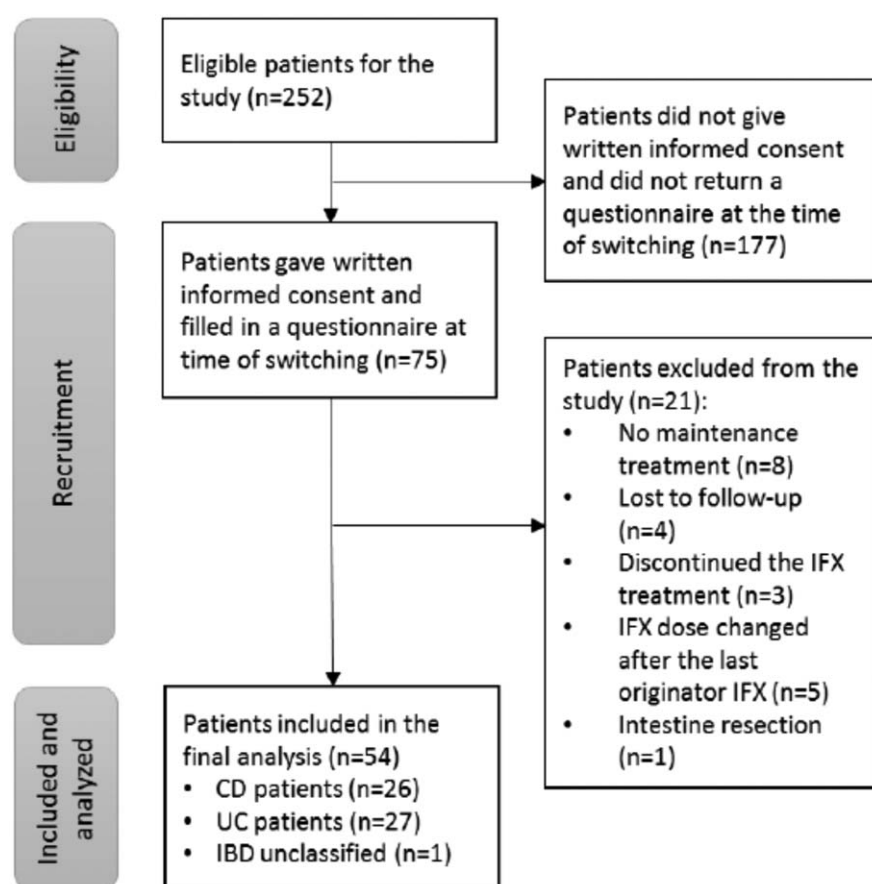 Eligibility
Eligible patients for the
study (n=252)
Patients did not give
written informed consent
and did not return a
questionnaire at the time
of switching (n=177)
Recruitment
Patients gave written
informed consent and
filled in a questionnaire at
time of switching (n=75)
Patients excluded from the
study (n=21):
• No maintenance
treatment (n=8)
• Lost to follow-up
(n=4)
• Discontinued the IFX
treatment (n=3)
• IFX dose changed
after the last
originator IFX (n=5)
• Intestine resection
(n=1)
Included and
analyzed
Patients included in the
final analysis (n=54)
• CD patients (n=26)
• UC patients (n=27)
• IBD unclassified (n=1)